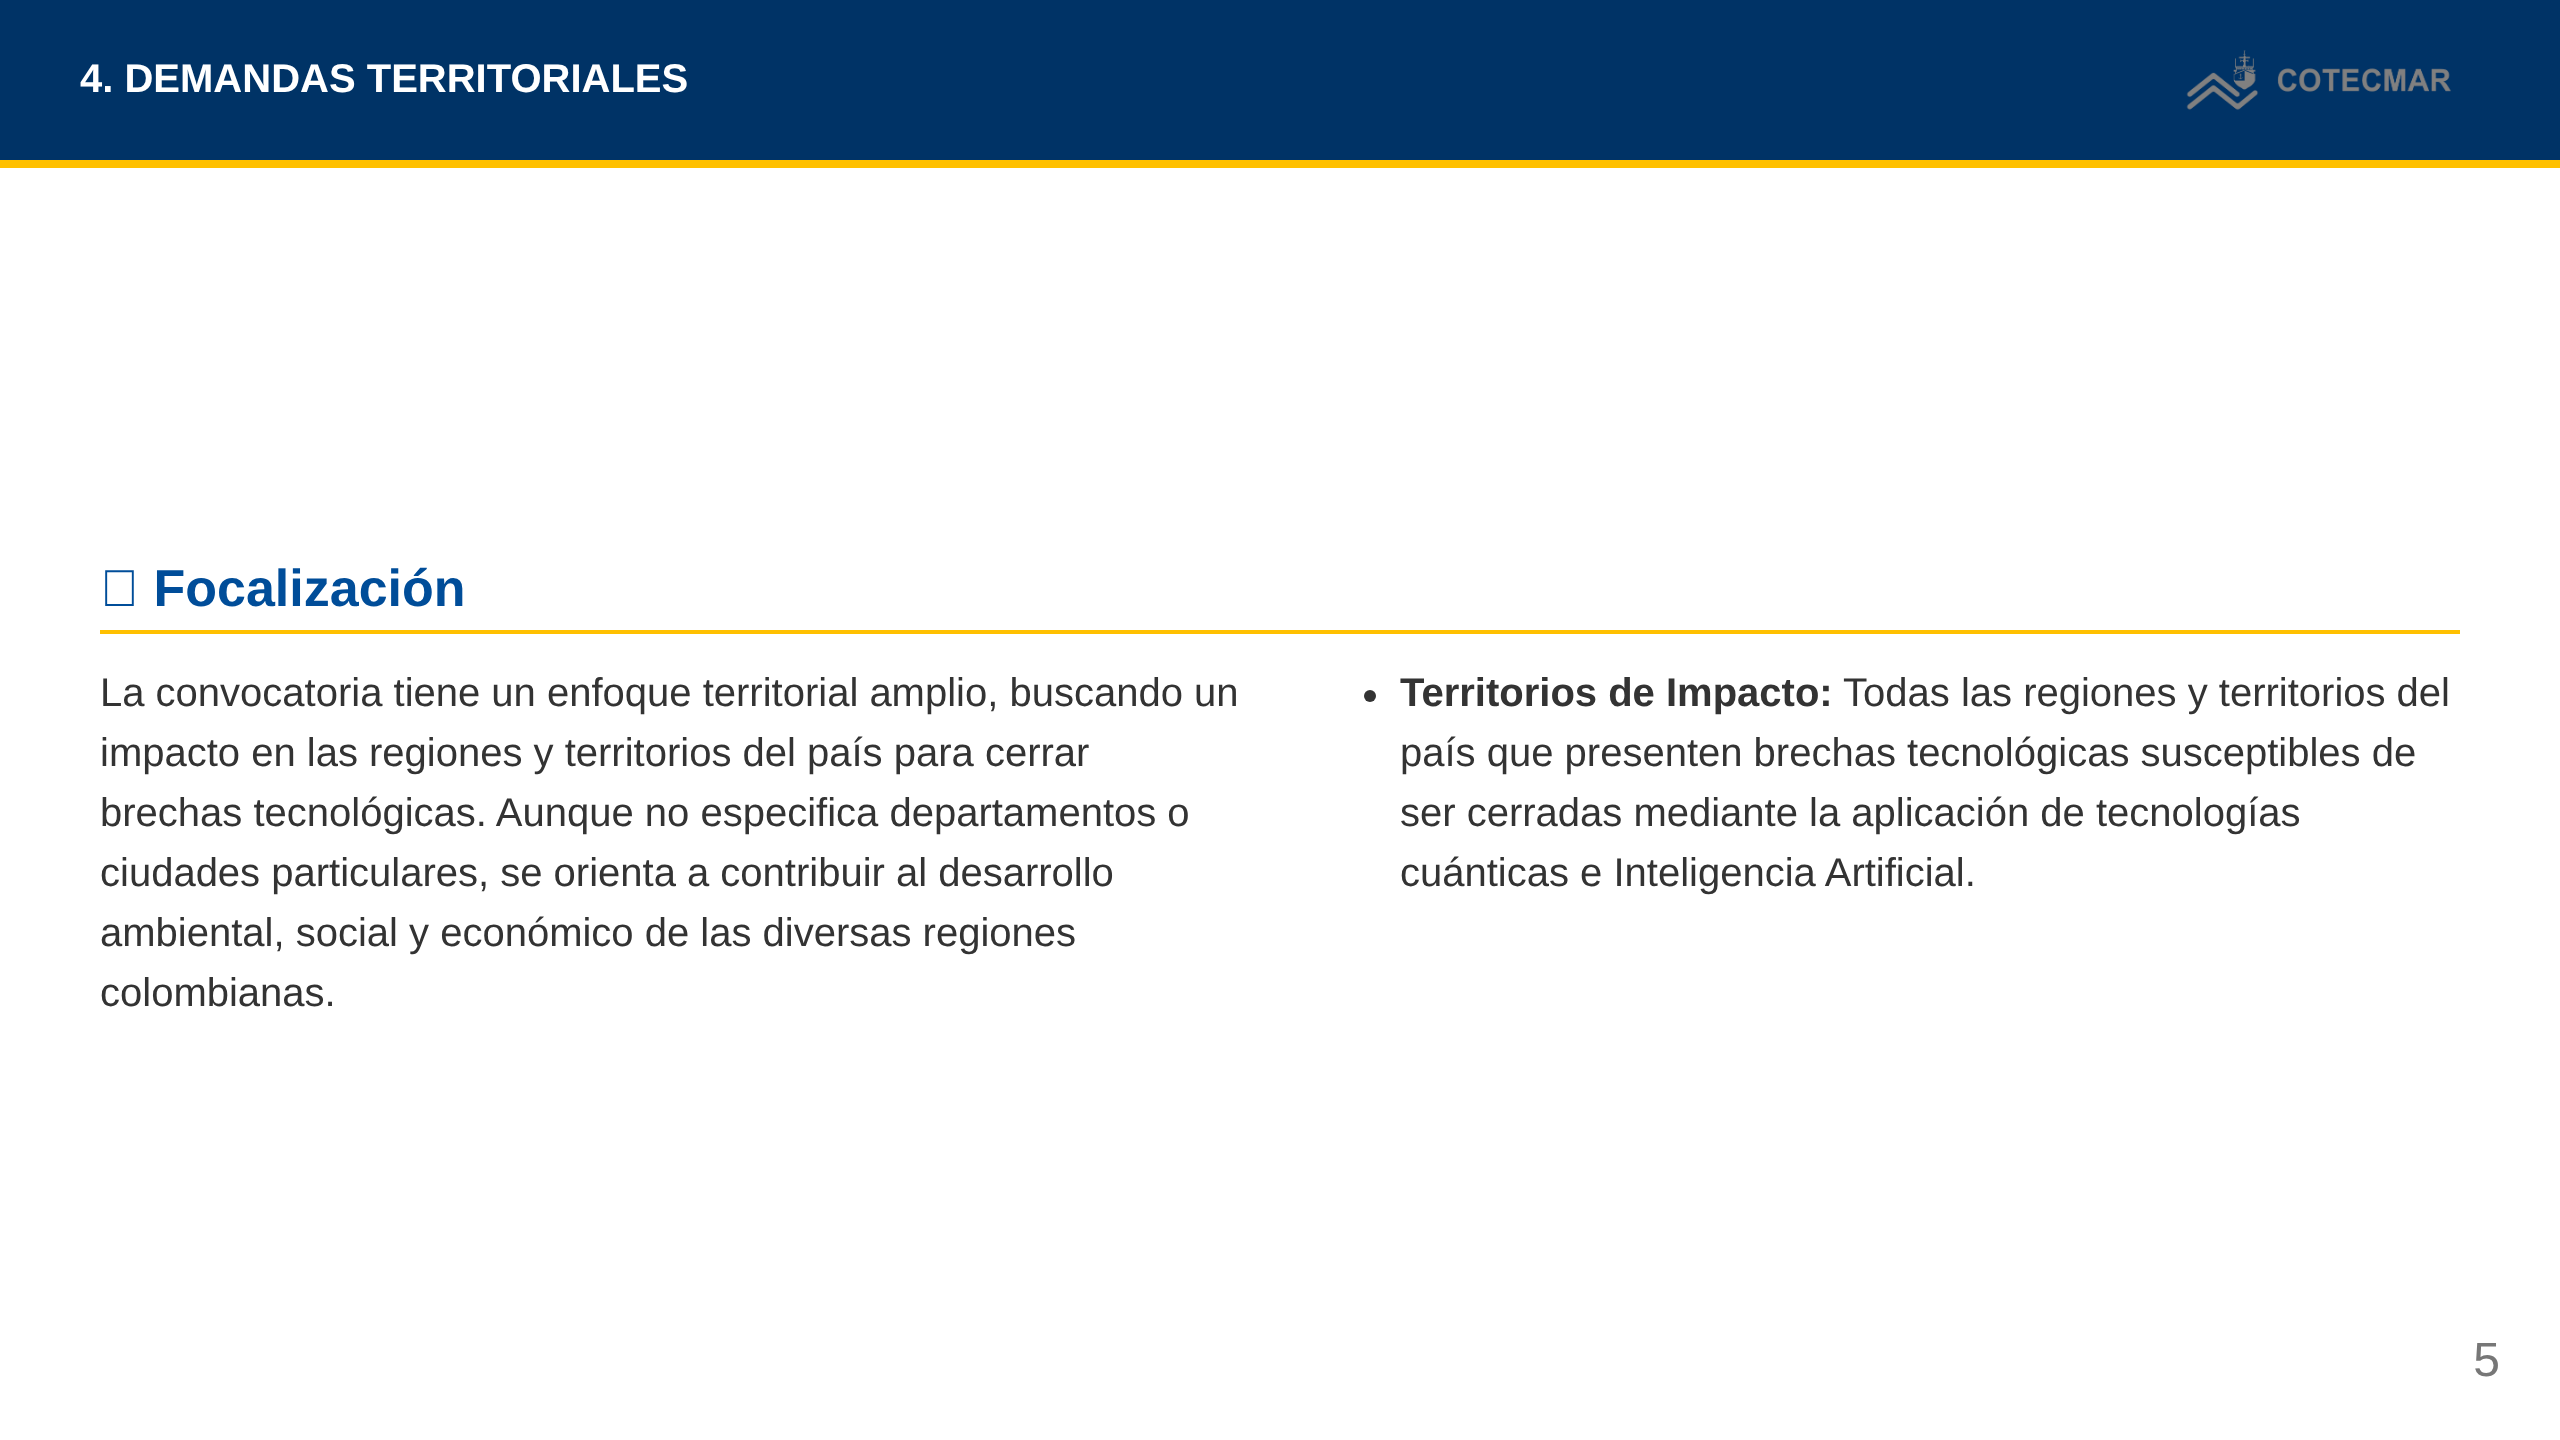 4. DEMANDAS TERRITORIALES
COTECMAR
Focalización
La convocatoria tiene un enfoque territorial amplio, buscando un
impacto en las regiones y territorios del país para cerrar
brechas tecnológicas. Aunque no especifica departamentos o
ciudades particulares, se orienta a contribuir al desarrollo
ambiental, social y económico de las diversas regiones
colombianas.
• Territorios de Impacto: Todas las regiones y territorios del
país que presenten brechas tecnológicas susceptibles de
ser cerradas mediante la aplicación de tecnologías
cuánticas e Inteligencia Artificial.
5